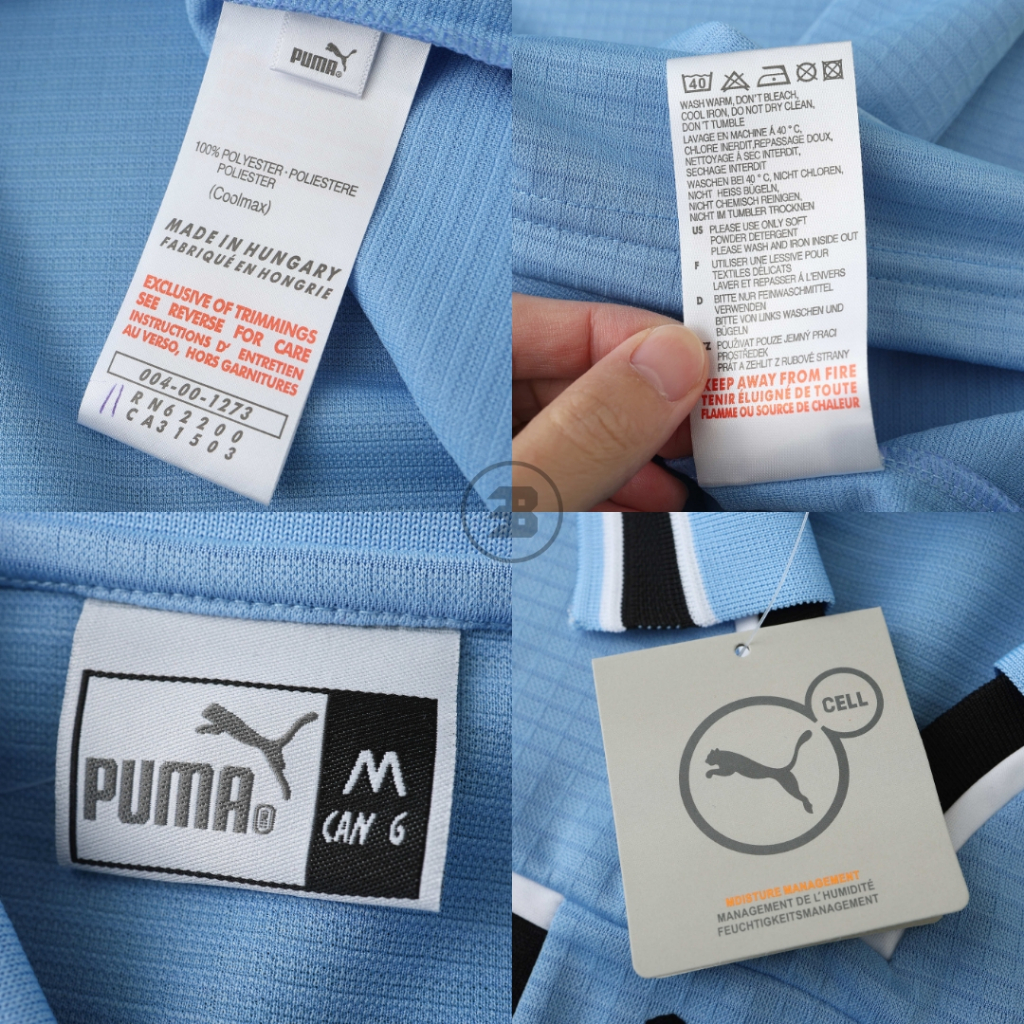 PUMA
100% POLYESTER · POLIESTERE
POLIESTER
(Coolmax)
MADE IN HUNGARY
FABRIQUÉ EN HONGRIE
EXCLUSIVE OF TRIMMINGS
SEE REVERSE FOR CARE
INSTRUCTIONS D' ENTRETIEN
AU VERSO, HORS GARNITURES
004-00-1273
RN62200
CA31503
40
WASH WARM, DON'T BLEACH,
COOL IRON, DO NOT DRY CLEAN,
DON'T TUMBLE
LAVAGE EN MACHINE Á 40 °C,
CHLORE INERDIT,REPASSAGE DOUX,
NETTOYAGE À SEC INTERDIT,
SECHAGE INTERDIT
WASCHEN BEI 40 °C, NICHT CHLOREN,
NICHT HEISS BÜGELN,
NICHT CHEMISCH REINIGEN,
NICHT IM TUMBLER TROCKNEN
US PLEASE USE ONLY SOFT
POWDER DETERGENT
PLEASE WASH AND IRON INSIDE OUT
F UTILISER UNE LESSIVE POUR
TEXTILES DÉLICATS
LAVER ET REPASSER À L'ENVERS
D BITTE NUR FEINWASCHMITTEL
VERWENDEN
BITTE VON LINKS WASCHEN UND
BÜGELN
POUŽIVAT POUZE JEMNÝ PRACI
PROSTŘEDEK
PRÁT A ZEHLIT Z RUBOVÉ STRANY
KEEP AWAY FROM FIRE
TENIR ÉLUIGNÉ DE TOUTE
FLAMME OU SOURCE DE CHALEUR
PUMA
M
CAN 6
CELL
MOISTURE MANAGEMENT
MANAGEMENT DE L'HUMIDITÉ
FEUCHTIGKEITSMANAGEMENT